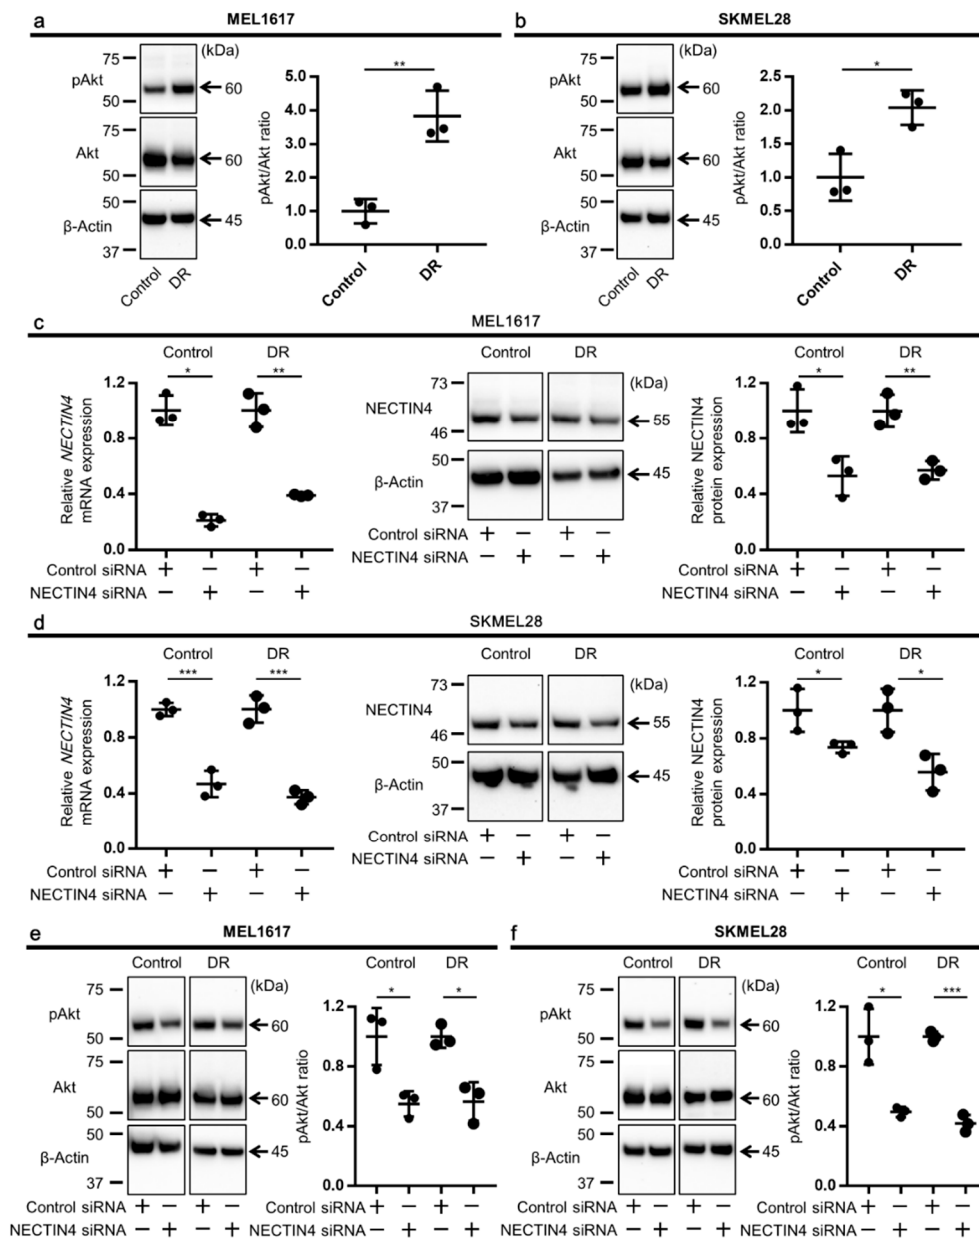 a MEL1617
(kDa)
75
pAkt
60
50
75
Akt
60
50
50
β-Actin
45
37
Control DR
pAkt/Akt ratio
5.0
4.0
3.0
2.0
1.0
0.0
**
Control DR
b SKMEL28
(kDa)
75
pAkt
60
50
75
Akt
60
50
50
β-Actin
45
37
Control DR
pAkt/Akt ratio
2.5
2.0
1.5
1.0
0.5
0.0
*
Control DR
c MEL1617
Control DR
* **
Relative NECTIN4
mRNA expression
1.2
0.8
0.4
0.0
Control siRNA + − + −
NECTIN4 siRNA − + − +
Control DR
(kDa)
73
NECTIN4
55
46
50
β-Actin
45
37
Control siRNA + − + −
NECTIN4 siRNA − + − +
Control DR
* **
Relative NECTIN4
protein expression
1.2
0.8
0.4
0.0
Control siRNA + − + −
NECTIN4 siRNA − + − +
d SKMEL28
Control DR
*** ***
Relative NECTIN4
mRNA expression
1.2
0.8
0.4
0.0
Control siRNA + − + −
NECTIN4 siRNA − + − +
Control DR
(kDa)
73
NECTIN4
55
46
50
β-Actin
45
37
Control siRNA + − + −
NECTIN4 siRNA − + − +
Control DR
* *
Relative NECTIN4
protein expression
1.2
0.8
0.4
0.0
Control siRNA + − + −
NECTIN4 siRNA − + − +
e MEL1617
Control DR
(kDa)
75
pAkt
60
50
75
Akt
60
50
50
β-Actin
45
37
Control siRNA + − + −
NECTIN4 siRNA − + − +
Control DR
* *
pAkt/Akt ratio
1.2
0.8
0.4
0.0
Control siRNA + − + −
NECTIN4 siRNA − + − +
f SKMEL28
Control DR
(kDa)
75
pAkt
60
50
75
Akt
60
50
50
β-Actin
45
37
Control siRNA + − + −
NECTIN4 siRNA − + − +
Control DR
* ***
pAkt/Akt ratio
1.2
0.8
0.4
0.0
Control siRNA + − + −
NECTIN4 siRNA − + − +